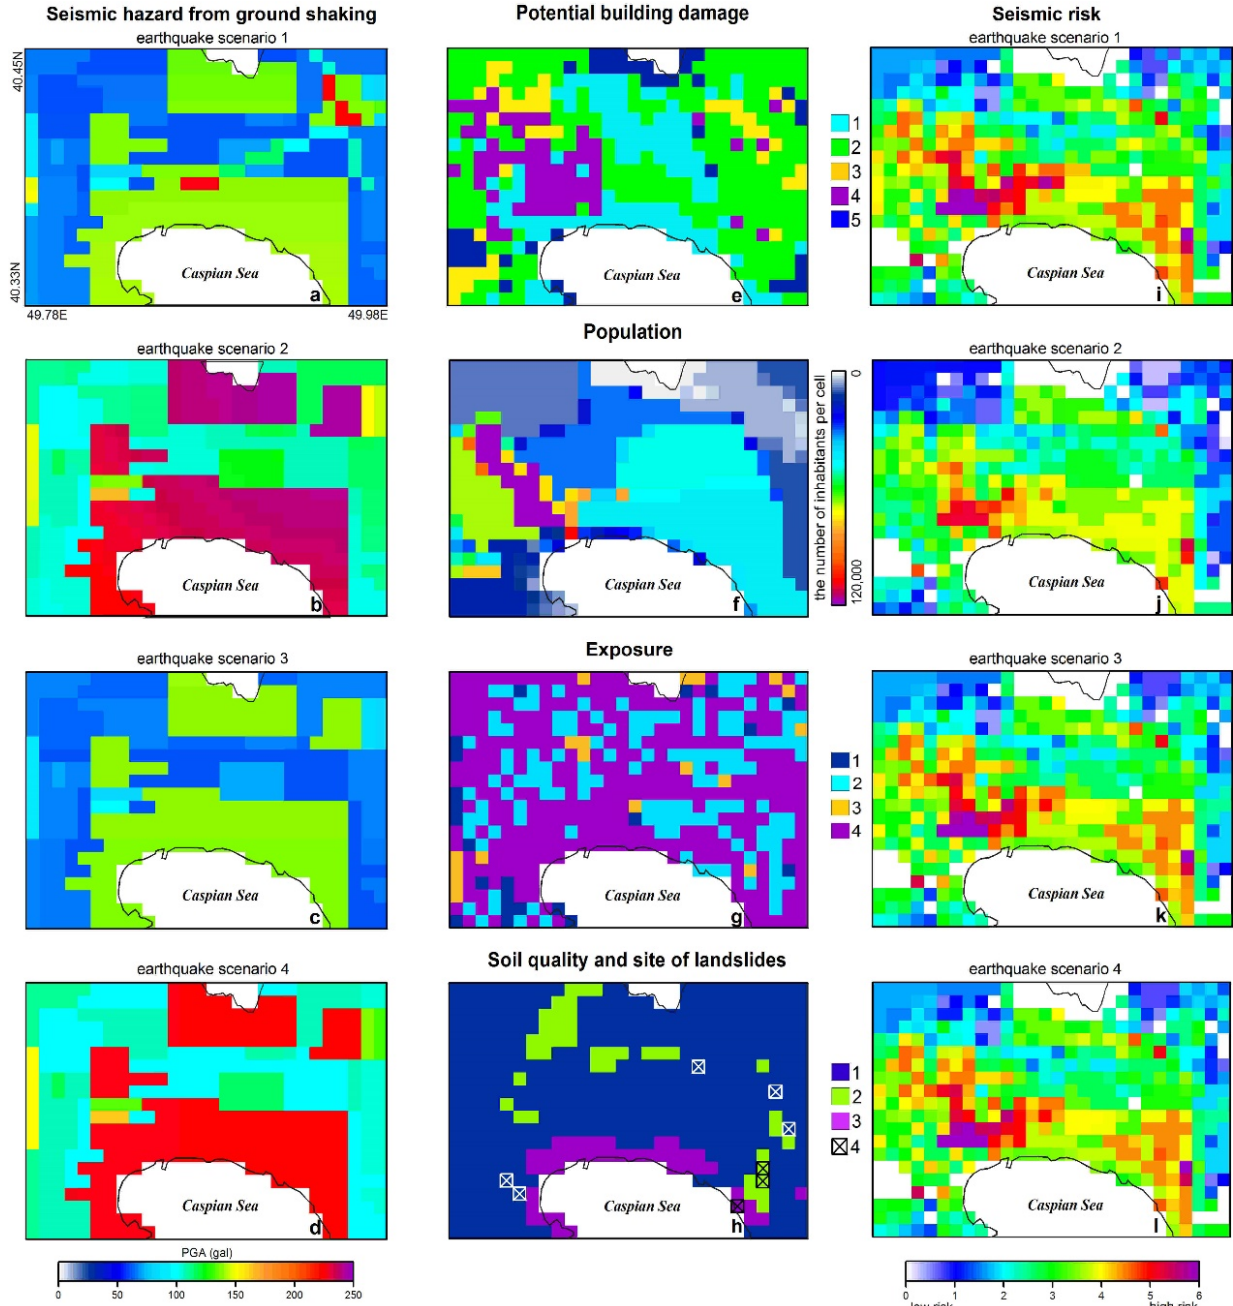 Seismic hazard from ground shaking
Potential building damage
Seismic risk
earthquake scenario 1
earthquake scenario 1
40.45N
40.33N
Caspian Sea
a
49.78E
49.98E
Caspian Sea
e
1
2
3
4
5
Caspian Sea
i
earthquake scenario 2
Population
earthquake scenario 2
Caspian Sea
b
Caspian Sea
f
0
the number of inhabitants per cell
120,000
Caspian Sea
j
earthquake scenario 3
Exposure
earthquake scenario 3
Caspian Sea
c
Caspian Sea
g
1
2
3
4
Caspian Sea
k
earthquake scenario 4
Soil quality and site of landslides
earthquake scenario 4
Caspian Sea
d
Caspian Sea
h
1
2
3
4
Caspian Sea
l
PGA (gal)
0 50 100 150 200 250
0 1 2 3 4 5 6
low risk high risk